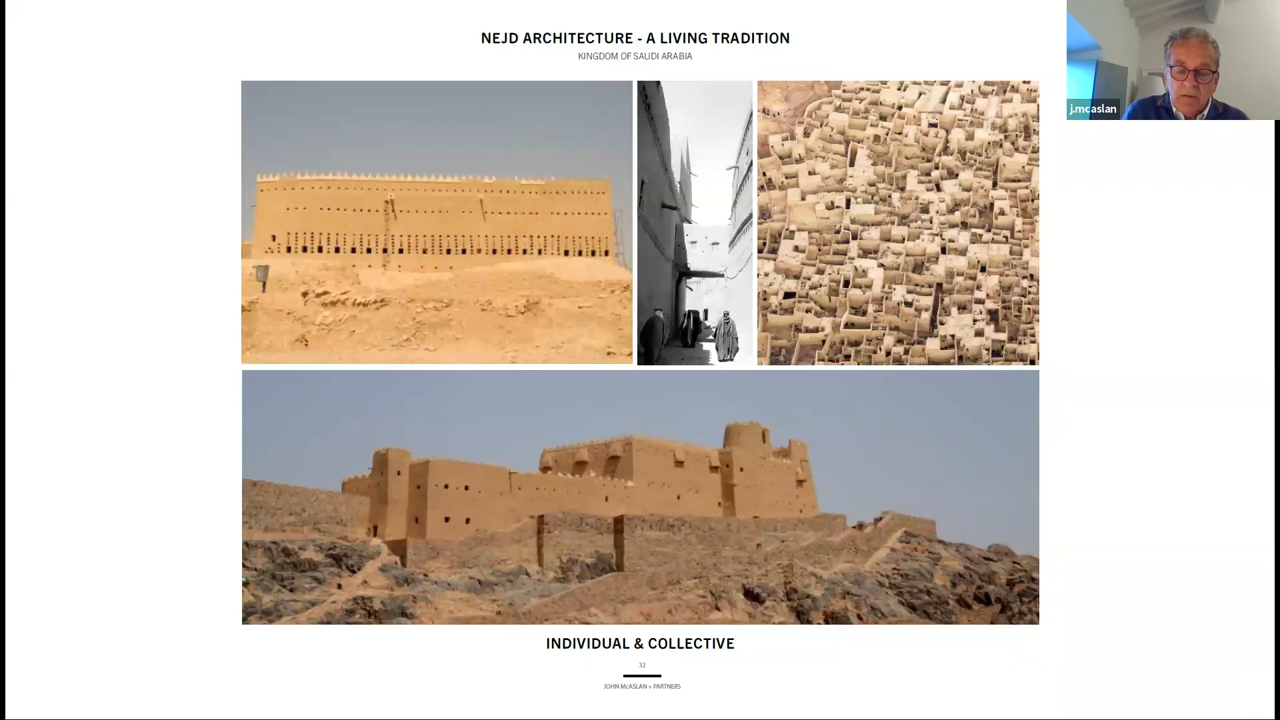 NEJD ARCHITECTURE - A LIVING TRADITION
KINGDOM OF SAUDI ARABIA
j.mcaslan
INDIVIDUAL & COLLECTIVE
32
JOHN McASLAN + PARTNERS